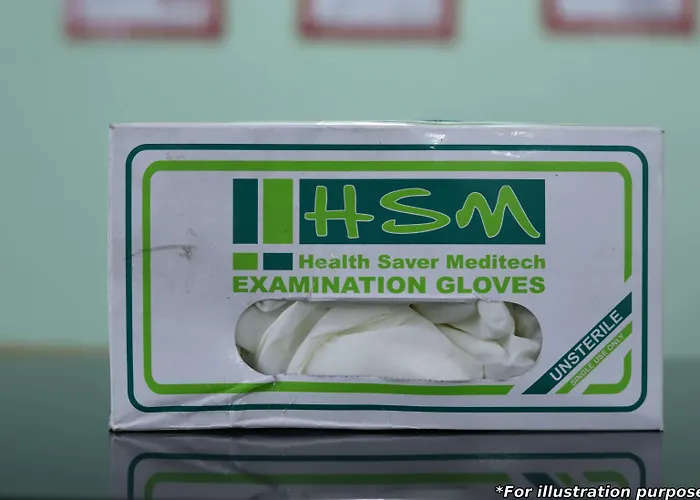 HSM
Health Saver Meditech
EXAMINATION GLOVES
UNSTERILE
SINGLE USE ONLY
*For illustration purpose